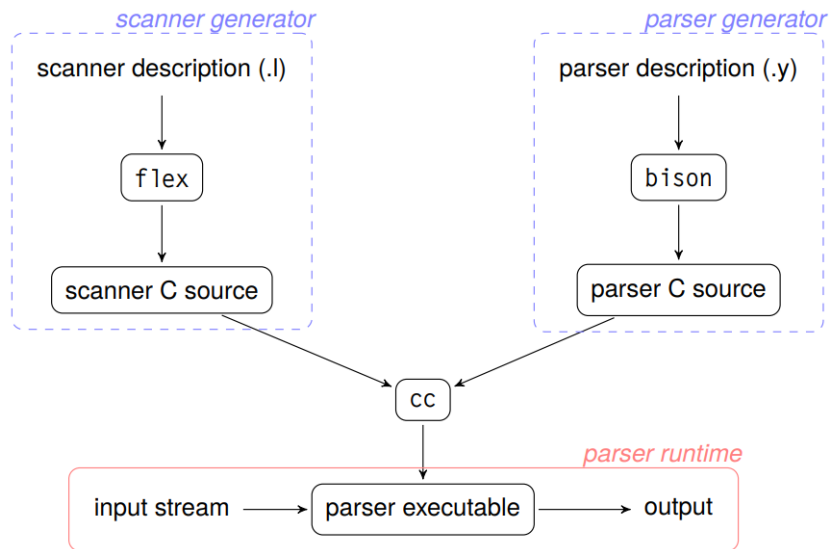 scanner generator
parser generator
scanner description (.l)
parser description (.y)
flex
bison
scanner C source
parser C source
cc
parser runtime
input stream
parser executable
output